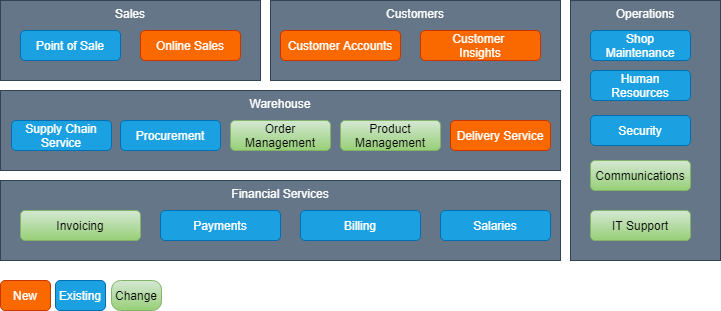 Sales
Point of Sale
Online Sales
Customers
Customer Accounts
Customer
Insights
Operations
Shop
Maintenance
Human
Resources
Security
Communications
IT Support
Warehouse
Supply Chain
Service
Procurement
Order
Management
Product
Management
Delivery Service
Financial Services
Invoicing
Payments
Billing
Salaries
New
Existing
Change